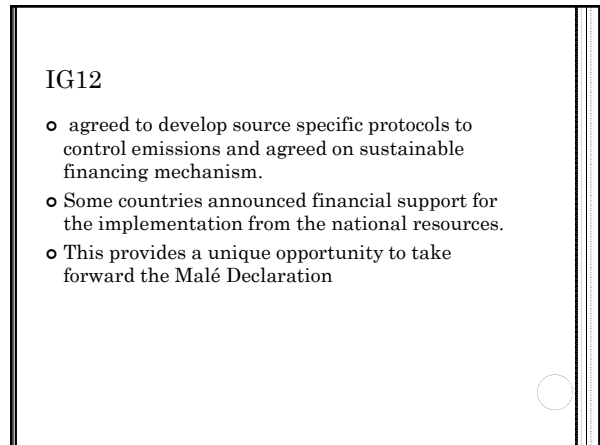 IG12
agreed to develop source specific protocols to
control emissions and agreed on sustainable
financing mechanism.
Some countries announced financial support for
the implementation from the national resources.
This provides a unique opportunity to take
forward the Malé Declaration